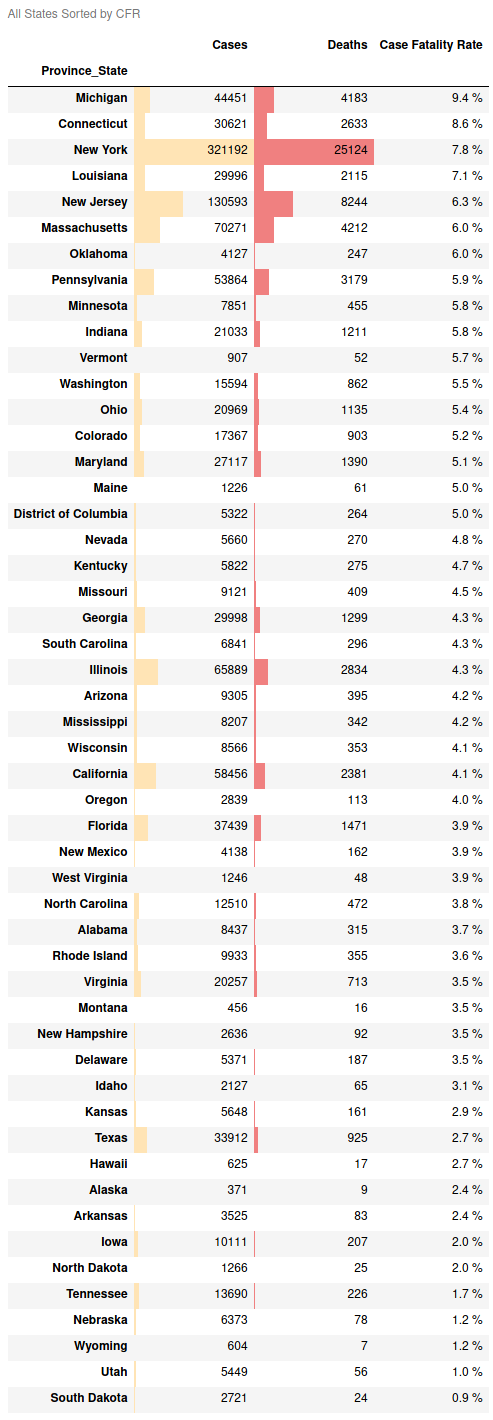 All States Sorted by CFR
Cases Deaths Case Fatality Rate
Province_State
Michigan 44451 4183 9.4 %
Connecticut 30621 2633 8.6 %
New York 321192 25124 7.8 %
Louisiana 29996 2115 7.1 %
New Jersey 130593 8244 6.3 %
Massachusetts 70271 4212 6.0 %
Oklahoma 4127 247 6.0 %
Pennsylvania 53864 3179 5.9 %
Minnesota 7851 455 5.8 %
Indiana 21033 1211 5.8 %
Vermont 907 52 5.7 %
Washington 15594 862 5.5 %
Ohio 20969 1135 5.4 %
Colorado 17367 903 5.2 %
Maryland 27117 1390 5.1 %
Maine 1226 61 5.0 %
District of Columbia 5322 264 5.0 %
Nevada 5660 270 4.8 %
Kentucky 5822 275 4.7 %
Missouri 9121 409 4.5 %
Georgia 29998 1299 4.3 %
South Carolina 6841 296 4.3 %
Illinois 65889 2834 4.3 %
Arizona 9305 395 4.2 %
Mississippi 8207 342 4.2 %
Wisconsin 8566 353 4.1 %
California 58456 2381 4.1 %
Oregon 2839 113 4.0 %
Florida 37439 1471 3.9 %
New Mexico 4138 162 3.9 %
West Virginia 1246 48 3.9 %
North Carolina 12510 472 3.8 %
Alabama 8437 315 3.7 %
Rhode Island 9933 355 3.6 %
Virginia 20257 713 3.5 %
Montana 456 16 3.5 %
New Hampshire 2636 92 3.5 %
Delaware 5371 187 3.5 %
Idaho 2127 65 3.1 %
Kansas 5648 161 2.9 %
Texas 33912 925 2.7 %
Hawaii 625 17 2.7 %
Alaska 371 9 2.4 %
Arkansas 3525 83 2.4 %
Iowa 10111 207 2.0 %
North Dakota 1266 25 2.0 %
Tennessee 13690 226 1.7 %
Nebraska 6373 78 1.2 %
Wyoming 604 7 1.2 %
Utah 5449 56 1.0 %
South Dakota 2721 24 0.9 %